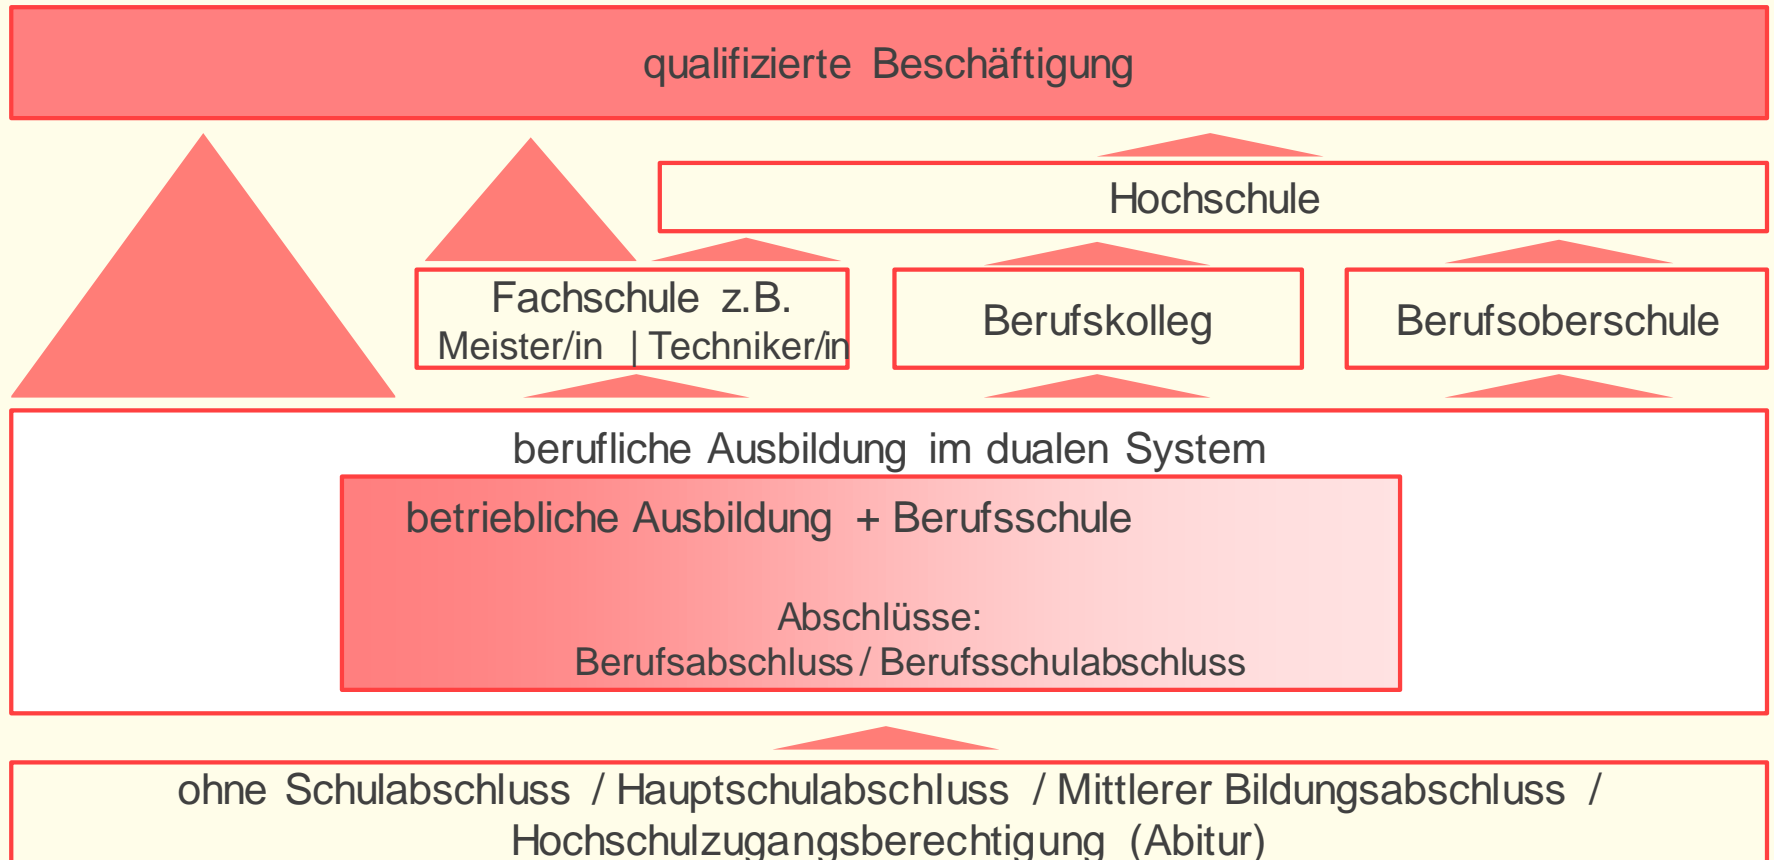 qualifizierte Beschäftigung
Hochschule
Fachschule z.B.
Meister/in | Techniker/in
Berufskolleg
Berufsoberschule
berufliche Ausbildung im dualen System
betriebliche Ausbildung + Berufsschule
Abschlüsse:
Berufsabschluss / Berufsschulabschluss
ohne Schulabschluss / Hauptschulabschluss / Mittlerer Bildungsabschluss /
Hochschulzugangsberechtigung (Abitur)